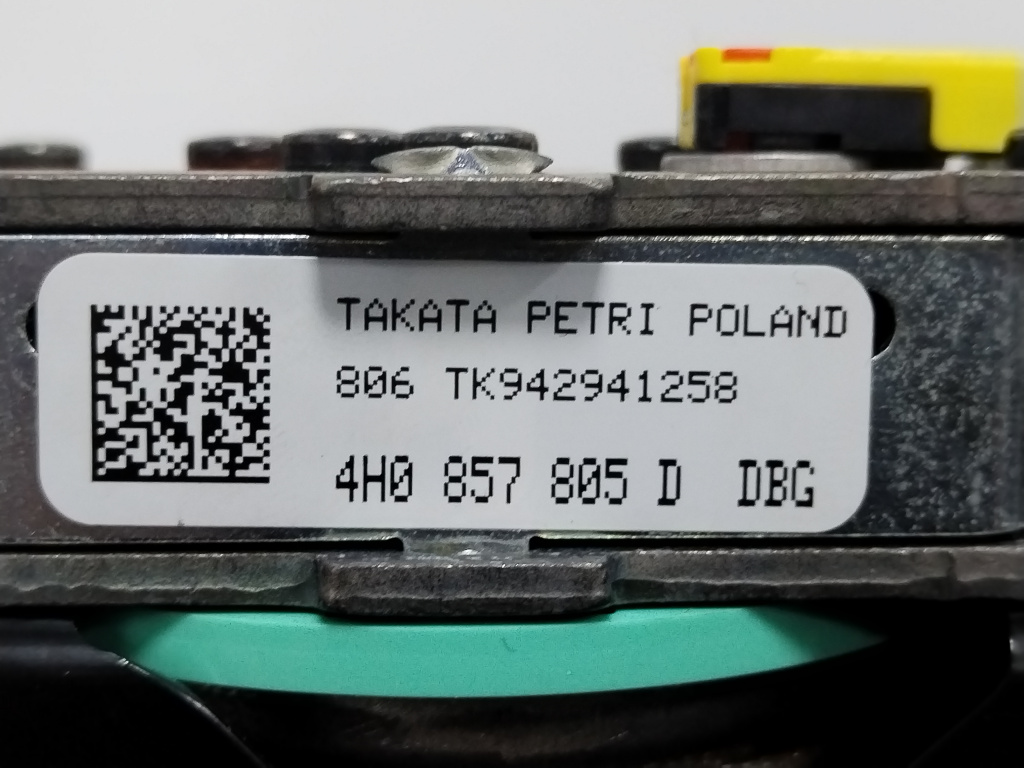 TAKATA PETRI POLAND
806 TK942941258
4H0 857 805 D DBG